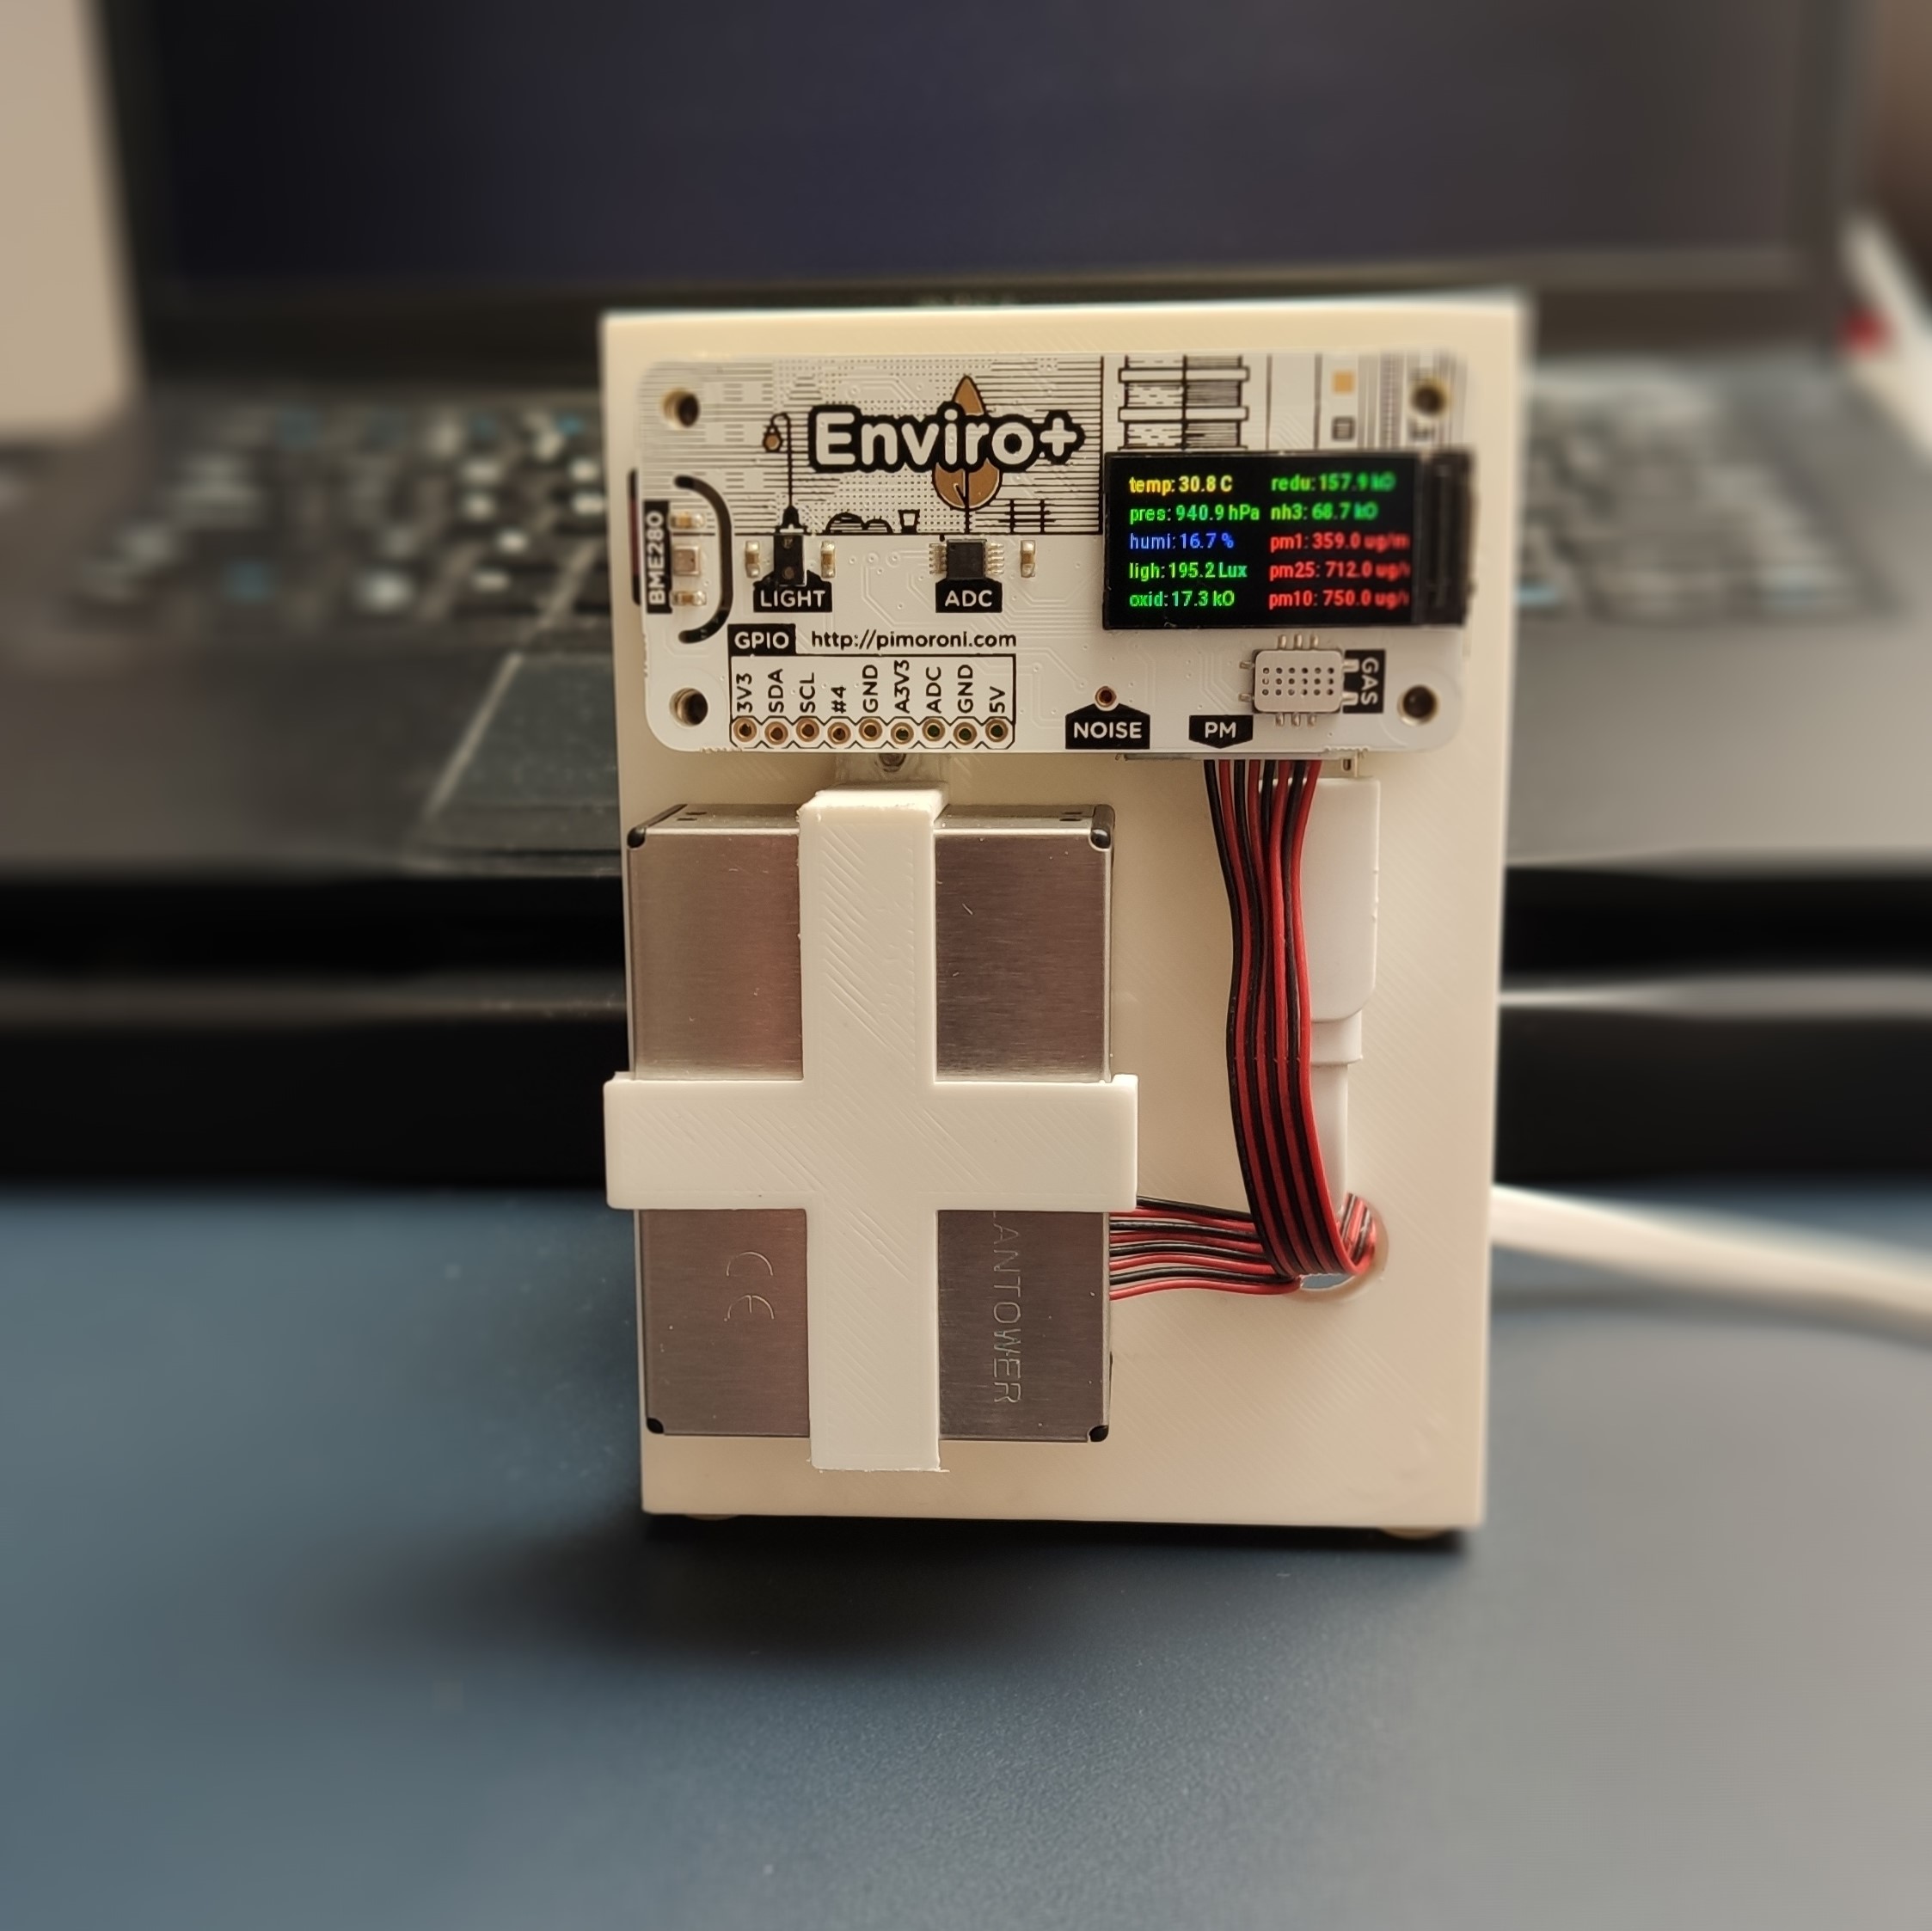 Enviro+
temp: 30.8 C
pres: 940.9 hPa
humi: 16.7 %
ligh: 195.2 Lux
oxid: 17.3 kO
redu: 157.9 kO
nh3: 68.7 kO
pm1: 359.0 ug/m
pm25: 712.0 ug/
pm10: 750.0 ug/
BME280
LIGHT
ADC
GPIO http://pimoroni.com
3V3
SDA
SCL
#4
GND
A3V3
ADC
GND
5V
NOISE
PM
GAS
CE
LANTOWER